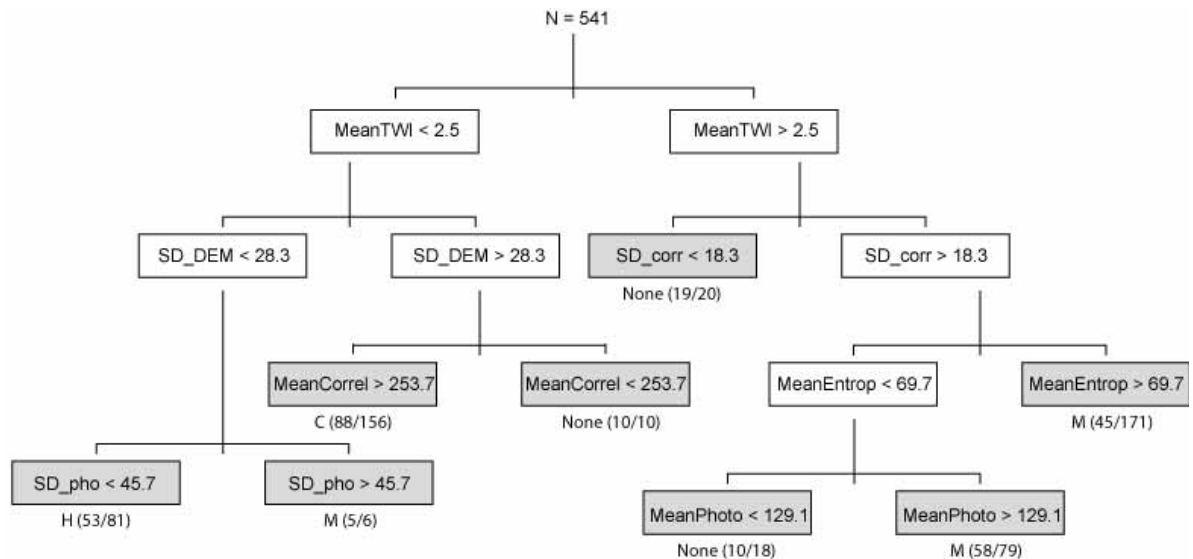 N = 541
MeanTWI < 2.5
MeanTWI > 2.5
SD_DEM < 28.3
SD_DEM > 28.3
SD_corr < 18.3
SD_corr > 18.3
None (19/20)
MeanCorrel > 253.7
MeanCorrel < 253.7
MeanEntrop < 69.7
MeanEntrop > 69.7
C (88/156)
None (10/10)
M (45/171)
SD_pho < 45.7
SD_pho > 45.7
MeanPhoto < 129.1
MeanPhoto > 129.1
H (53/81)
M (5/6)
None (10/18)
M (58/79)